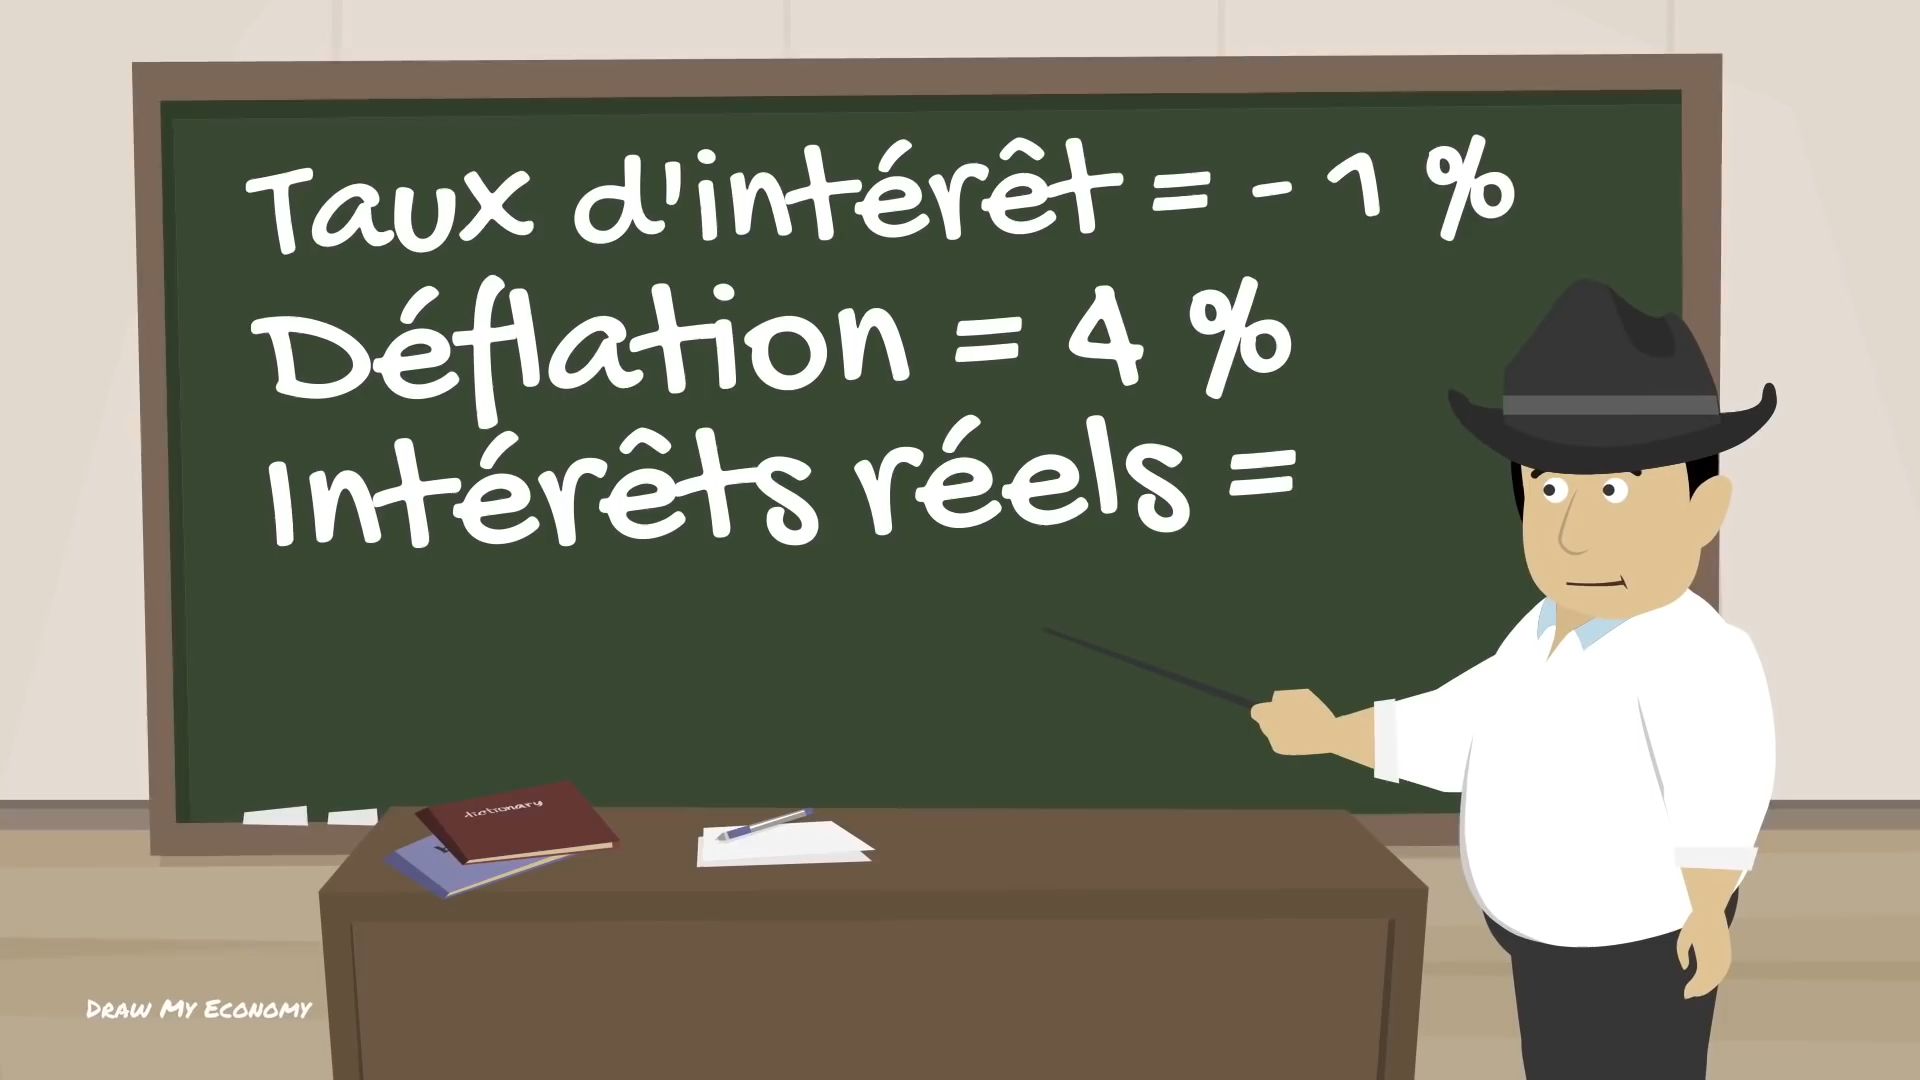 Taux d'intérêt = - 1 %
Déflation = 4 %
Intérêts réels =
dictionary
DRAW MY ECONOMY